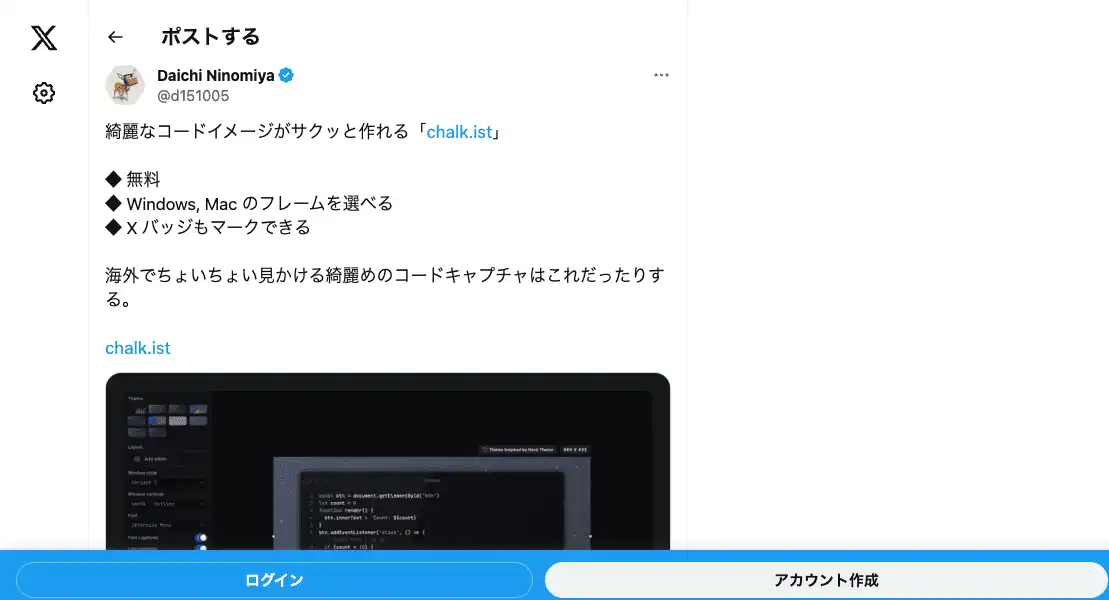 ポストする
Daichi Ninomiya
@d151005
綺麗なコードイメージがサクッと作れる「chalk.ist」
◆ 無料
◆ Windows, Mac のフレームを選べる
◆ X バッジもマークできる
海外でちょいちょい見かける綺麗めのコードキャプチャはこれだったりす
る。
chalk.ist
Theme
Layout
Add editor
Window style
Variant 1
Window controls
Outline
Font
JetBrains Mono
Font ligatures
Theme inspired by Nord Theme
const btn = document.getElementById("btn")
let count = 0
function render() {
btn.innerText = `Count: ${count}`
}
btn.addEventListener('click', () => {
if (count < 10) {
ログイン
アカウント作成